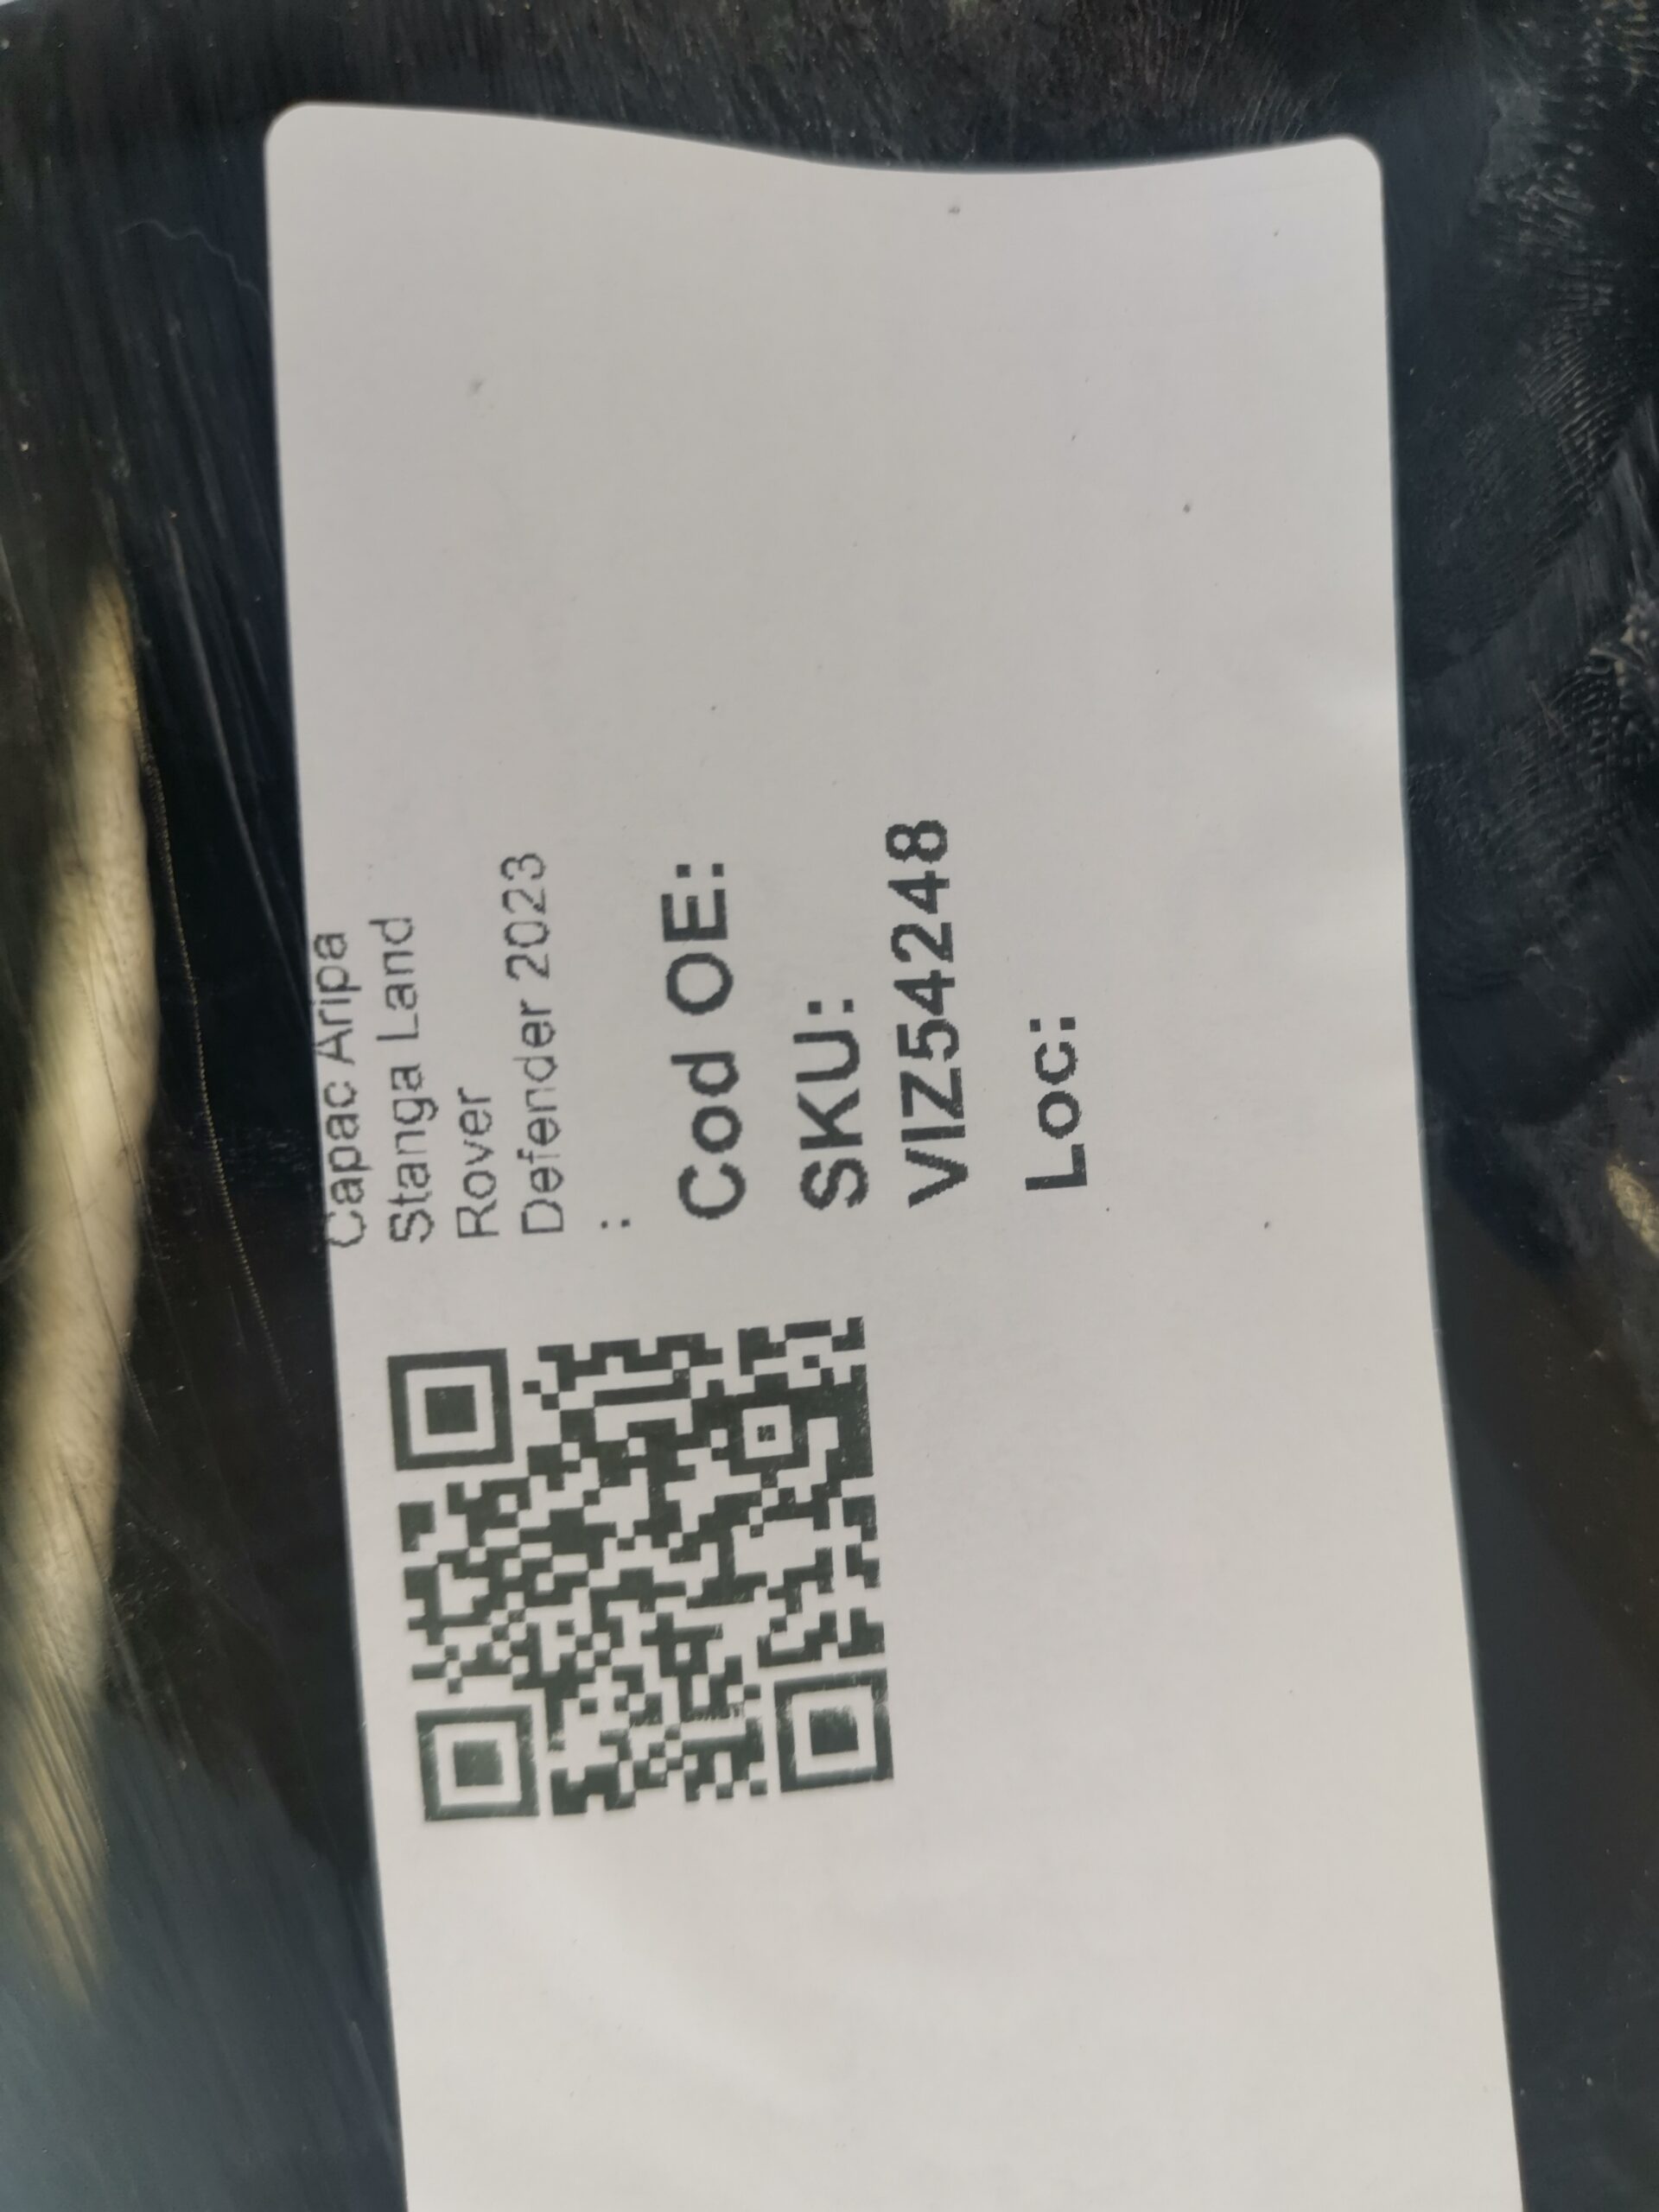 Capac Aripa
Stanga Land
Rover
Defender 2023
:
Cod OE:
SKU:
VIZ54248
Loc: